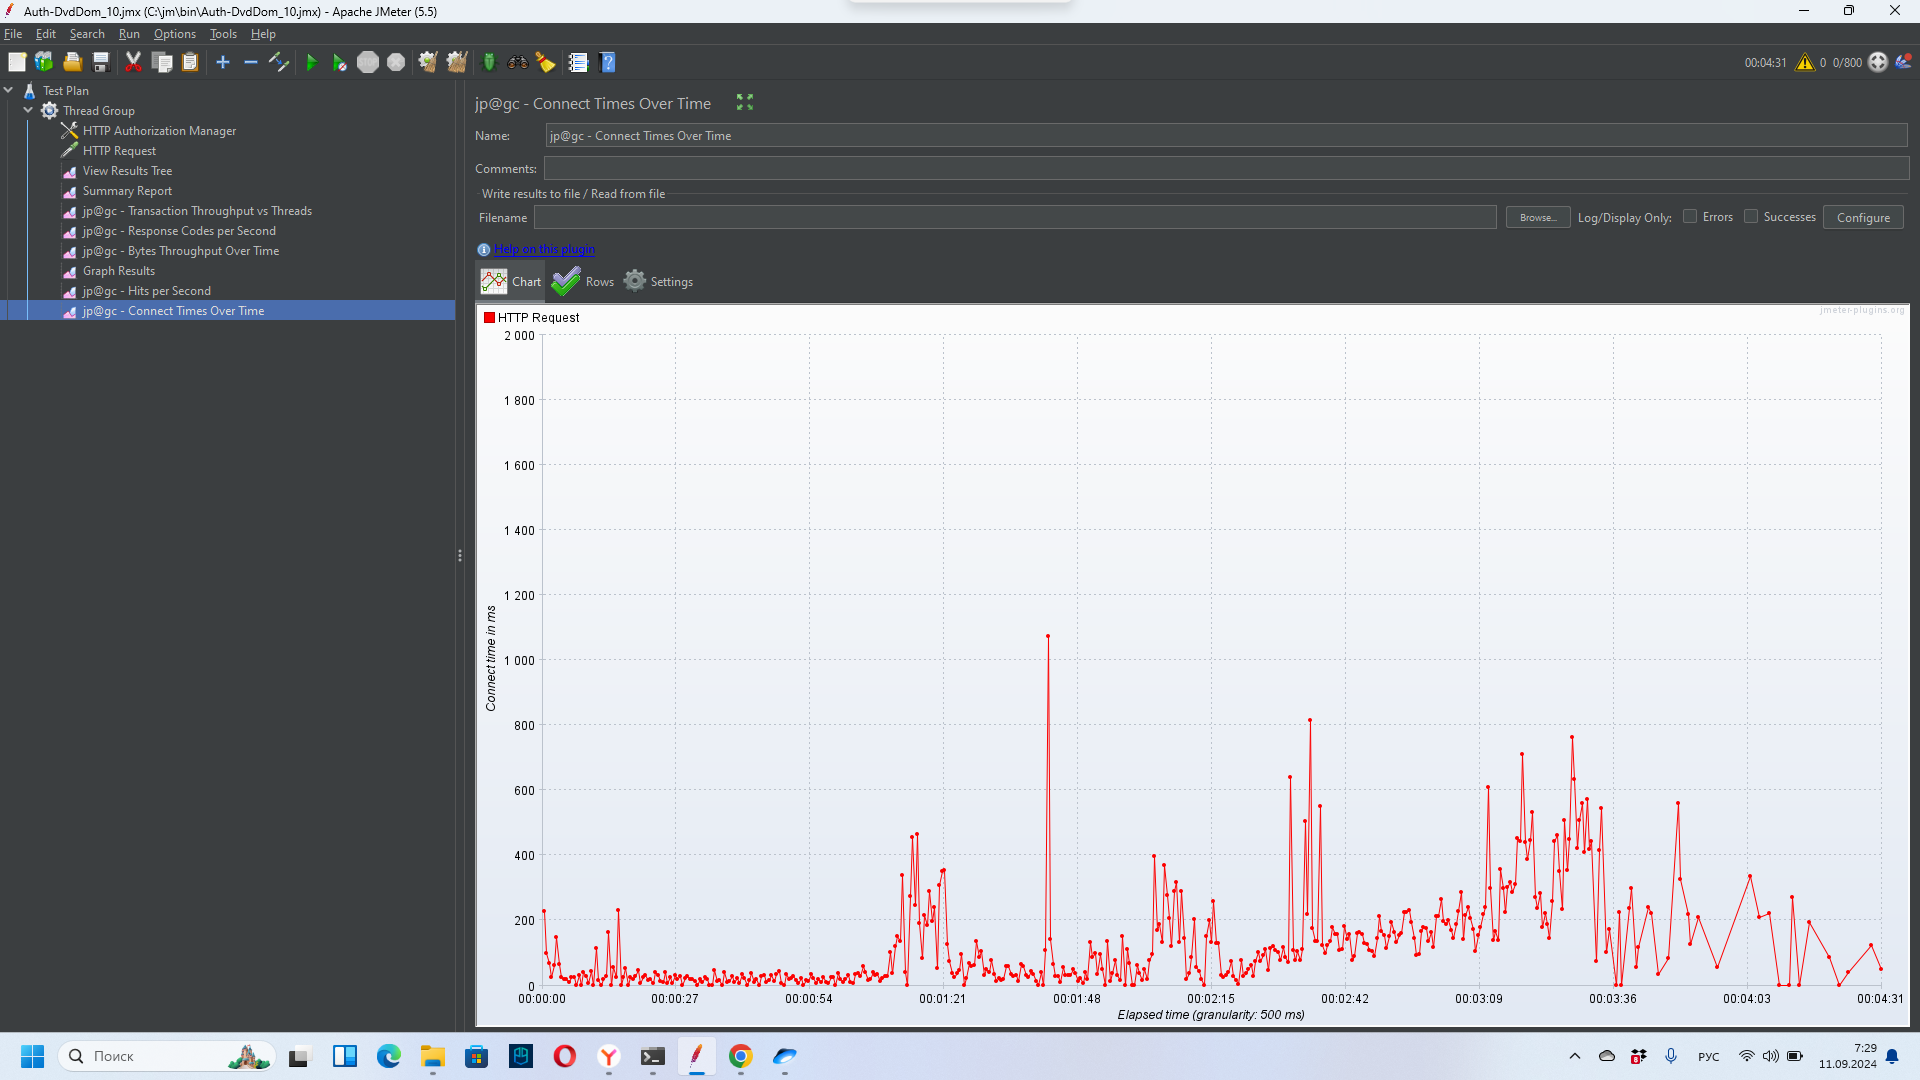 Auth-DvdDom_10.jmx (C:\jm\bin\Auth-DvdDom_10.jmx) - Apache JMeter (5.5)
File Edit Search Run Options Tools Help
00:04:31 0 0/800
Test Plan
Thread Group
HTTP Authorization Manager
HTTP Request
View Results Tree
Summary Report
jp@gc - Transaction Throughput vs Threads
jp@gc - Response Codes per Second
jp@gc - Bytes Throughput Over Time
Graph Results
jp@gc - Hits per Second
jp@gc - Connect Times Over Time
jp@gc - Connect Times Over Time
Name: jp@gc - Connect Times Over Time
Comments:
Write results to file / Read from file
Filename Browse... Log/Display Only: Errors Successes Configure
Help on this plugin
Chart Rows Settings
jmeter-plugins.org
HTTP Request
2 000
1 800
1 600
1 400
1 200
1 000
800
600
400
200
0
Connect time in ms
00:00:00 00:00:27 00:00:54 00:01:21 00:01:48 00:02:15 00:02:42 00:03:09 00:03:36 00:04:03 00:04:31
Elapsed time (granularity: 500 ms)
Поиск
РУС
7:29
11.09.2024